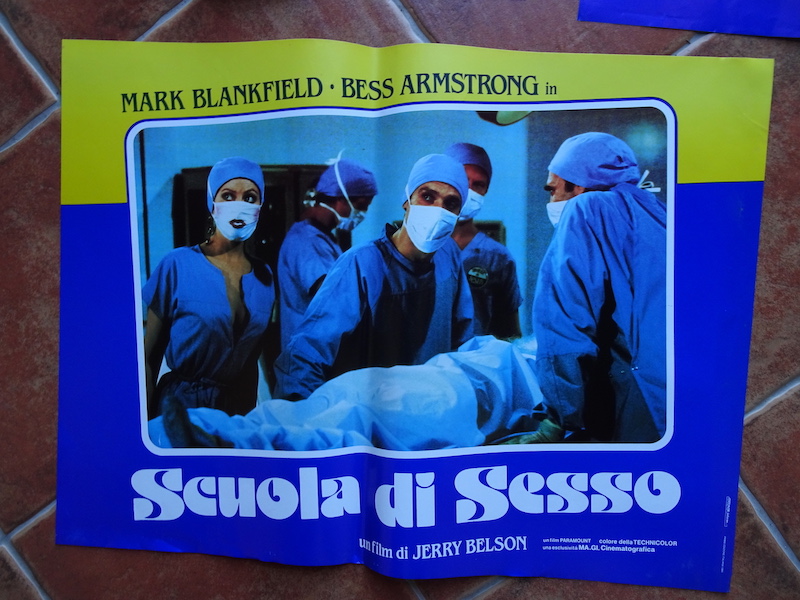 MARK BLANKFIELD · BESS ARMSTRONG in
Scuola di Sesso
un film di JERRY BELSON
un film PARAMOUNT colore della TECHNICOLOR
una esclusività MA.GI. Cinematografica